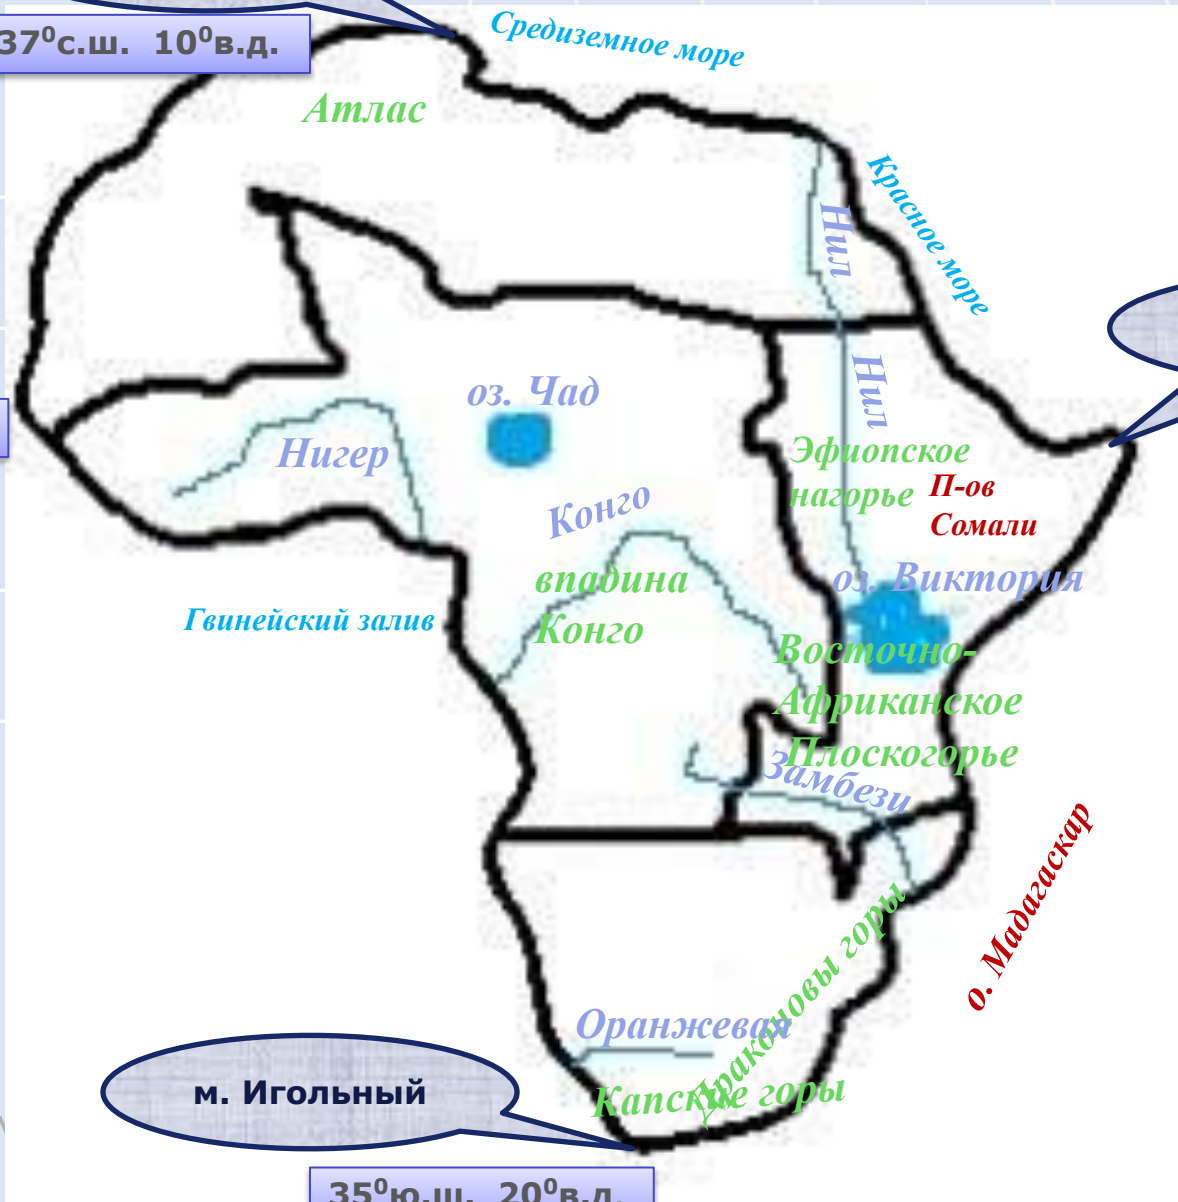 Средиземное море
37⁰с.ш. 10⁰в.д.
Атлас
Красное море
Нил
Нил
оз. Чад
Нигер
Эфиопское
нагорье
П-ов
Сомали
Конго
впадина
Конго
оз. Виктория
Гвинейский залив
Восточно-
Африканское
Плоскогорье
Замбези
о. Мадагаскар
Драконовы горы
Оранжевая
Капские горы
м. Игольный
35⁰ю.ш. 20⁰в.д.